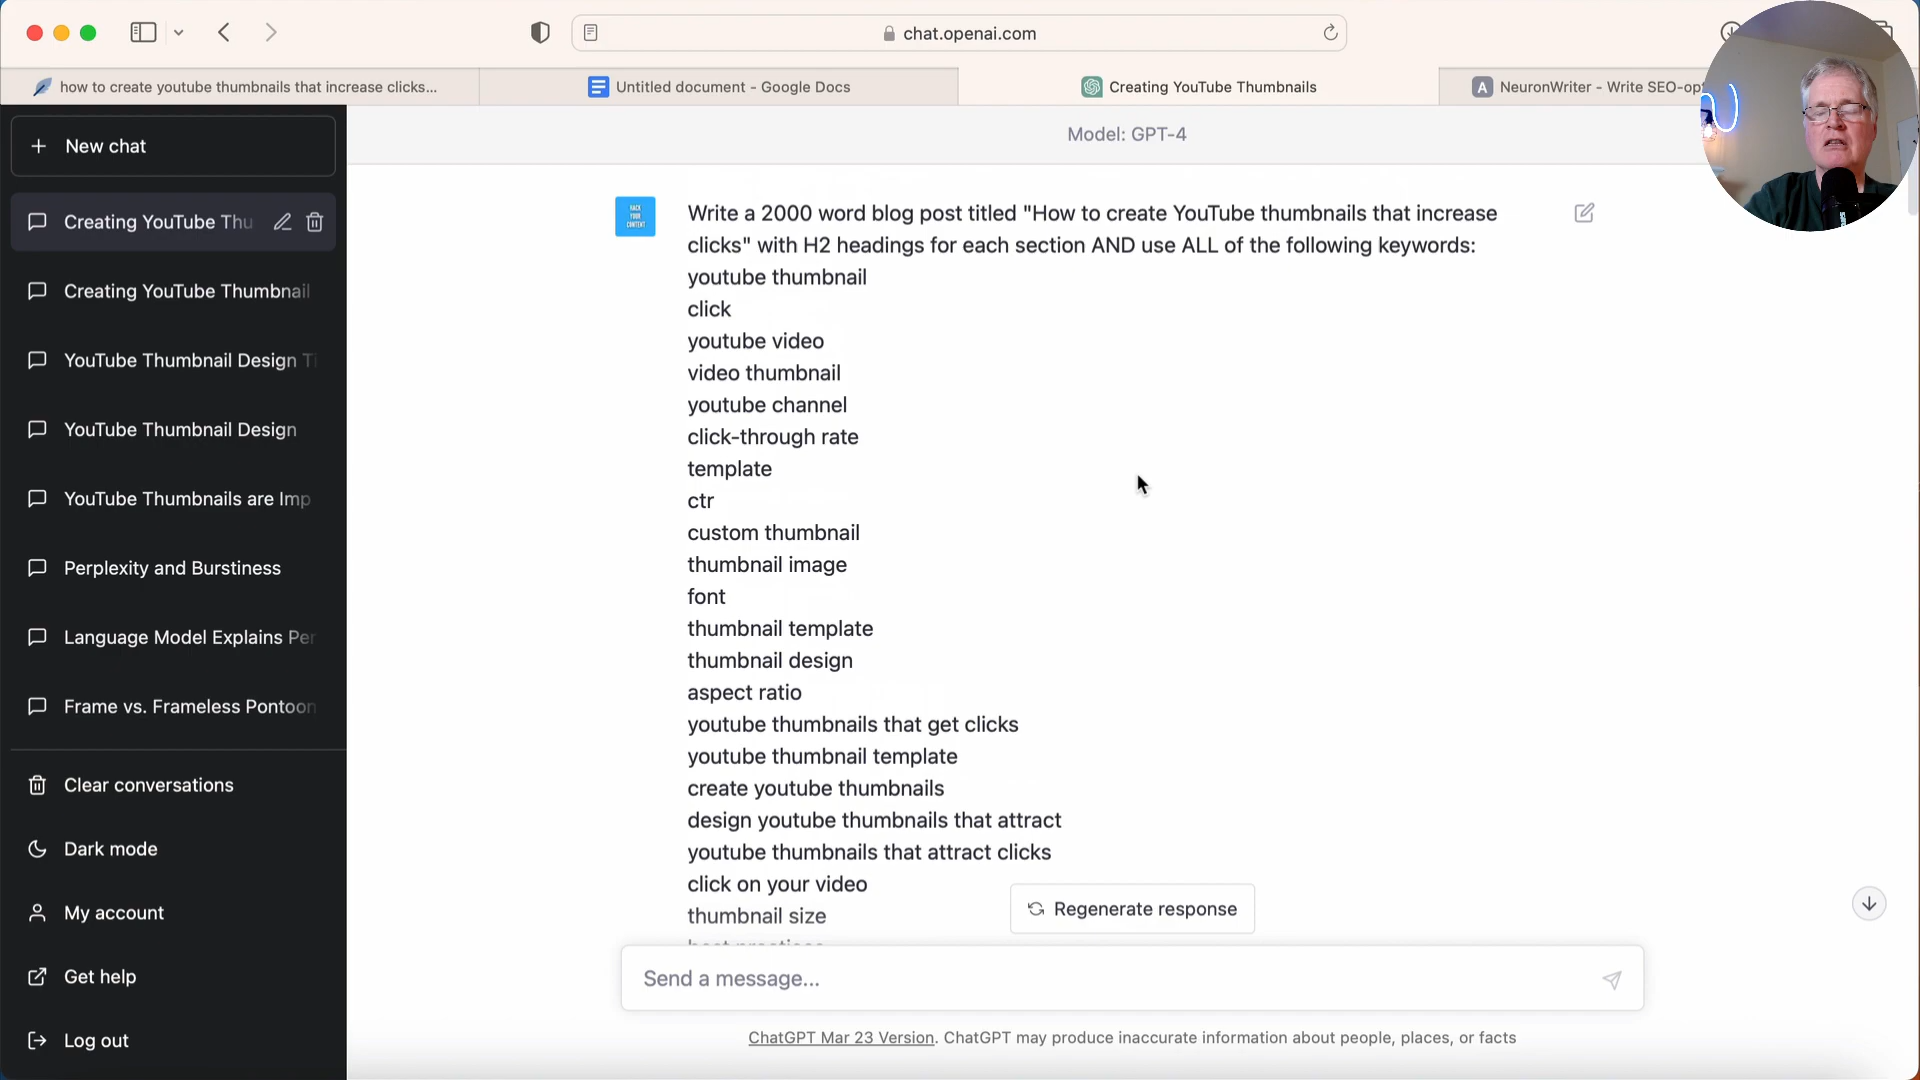 chat.openai.com
how to create youtube thumbnails that increase clicks...
Untitled document - Google Docs
Creating YouTube Thumbnails
NeuronWriter - Write SEO-op
New chat
Creating YouTube Thu
Creating YouTube Thumbnail
YouTube Thumbnail Design Ti
YouTube Thumbnail Design
YouTube Thumbnails are Imp
Perplexity and Burstiness
Language Model Explains Per
Frame vs. Frameless Pontoon
Clear conversations
Dark mode
My account
Get help
Log out
Model: GPT-4
HACK
YOUR
CONTENT
Write a 2000 word blog post titled "How to create YouTube thumbnails that increase
clicks" with H2 headings for each section AND use ALL of the following keywords:
youtube thumbnail
click
youtube video
video thumbnail
youtube channel
click-through rate
template
ctr
custom thumbnail
thumbnail image
font
thumbnail template
thumbnail design
aspect ratio
youtube thumbnails that get clicks
youtube thumbnail template
create youtube thumbnails
design youtube thumbnails that attract
youtube thumbnails that attract clicks
click on your video
thumbnail size
best practices
Regenerate response
Send a message...
ChatGPT Mar 23 Version. ChatGPT may produce inaccurate information about people, places, or facts